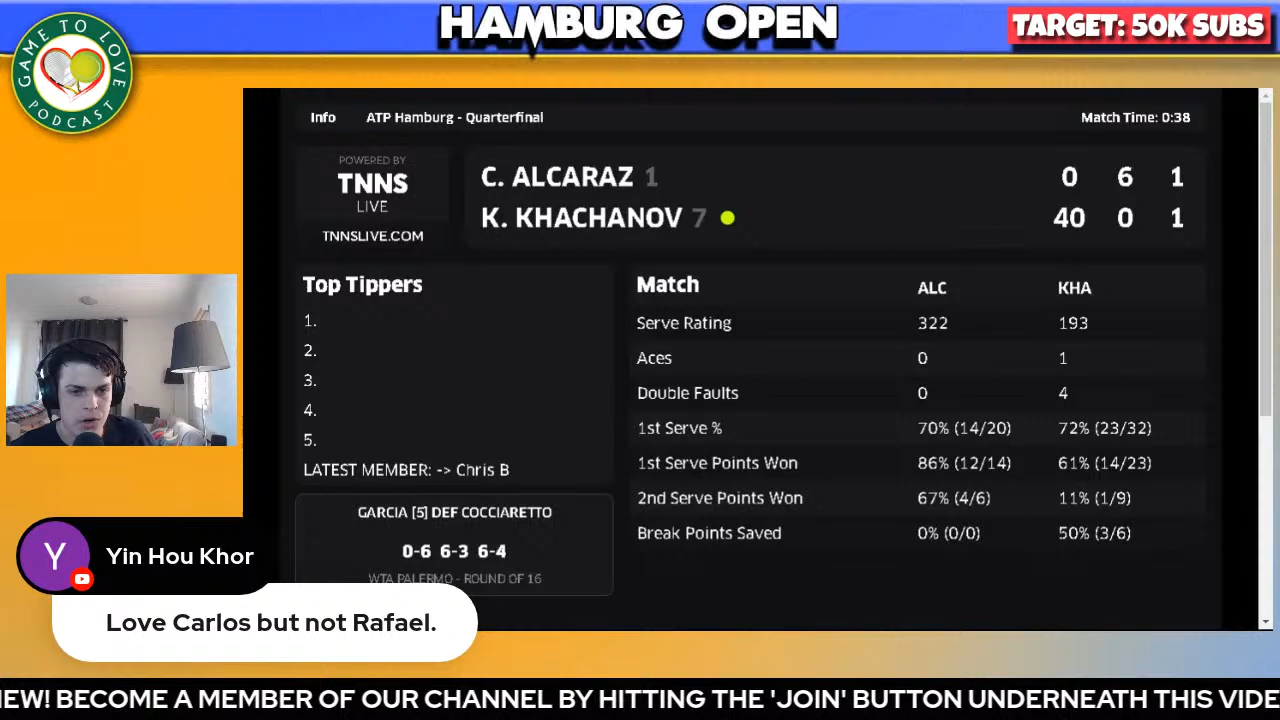 HAMBURG OPEN
TARGET: 50K SUBS
GAME TO LOVE
PODCAST
Info ATP Hamburg - Quarterfinal Match Time: 0:38
POWERED BY
TNNS
LIVE
TNNSLIVE.COM
C. ALCARAZ 1 0 6 1
K. KHACHANOV 7 40 0 1
Top Tippers
1.
2.
3.
4.
5.
LATEST MEMBER: -> Chris B
GARCIA [5] DEF COCCIARETTO
0-6 6-3 6-4
WTA PALERMO - ROUND OF 16
Match ALC KHA
Serve Rating 322 193
Aces 0 1
Double Faults 0 4
1st Serve % 70% (14/20) 72% (23/32)
1st Serve Points Won 86% (12/14) 61% (14/23)
2nd Serve Points Won 67% (4/6) 11% (1/9)
Break Points Saved 0% (0/0) 50% (3/6)
Y
Yin Hou Khor
Love Carlos but not Rafael.
NEW! BECOME A MEMBER OF OUR CHANNEL BY HITTING THE 'JOIN' BUTTON UNDERNEATH THIS VIDE